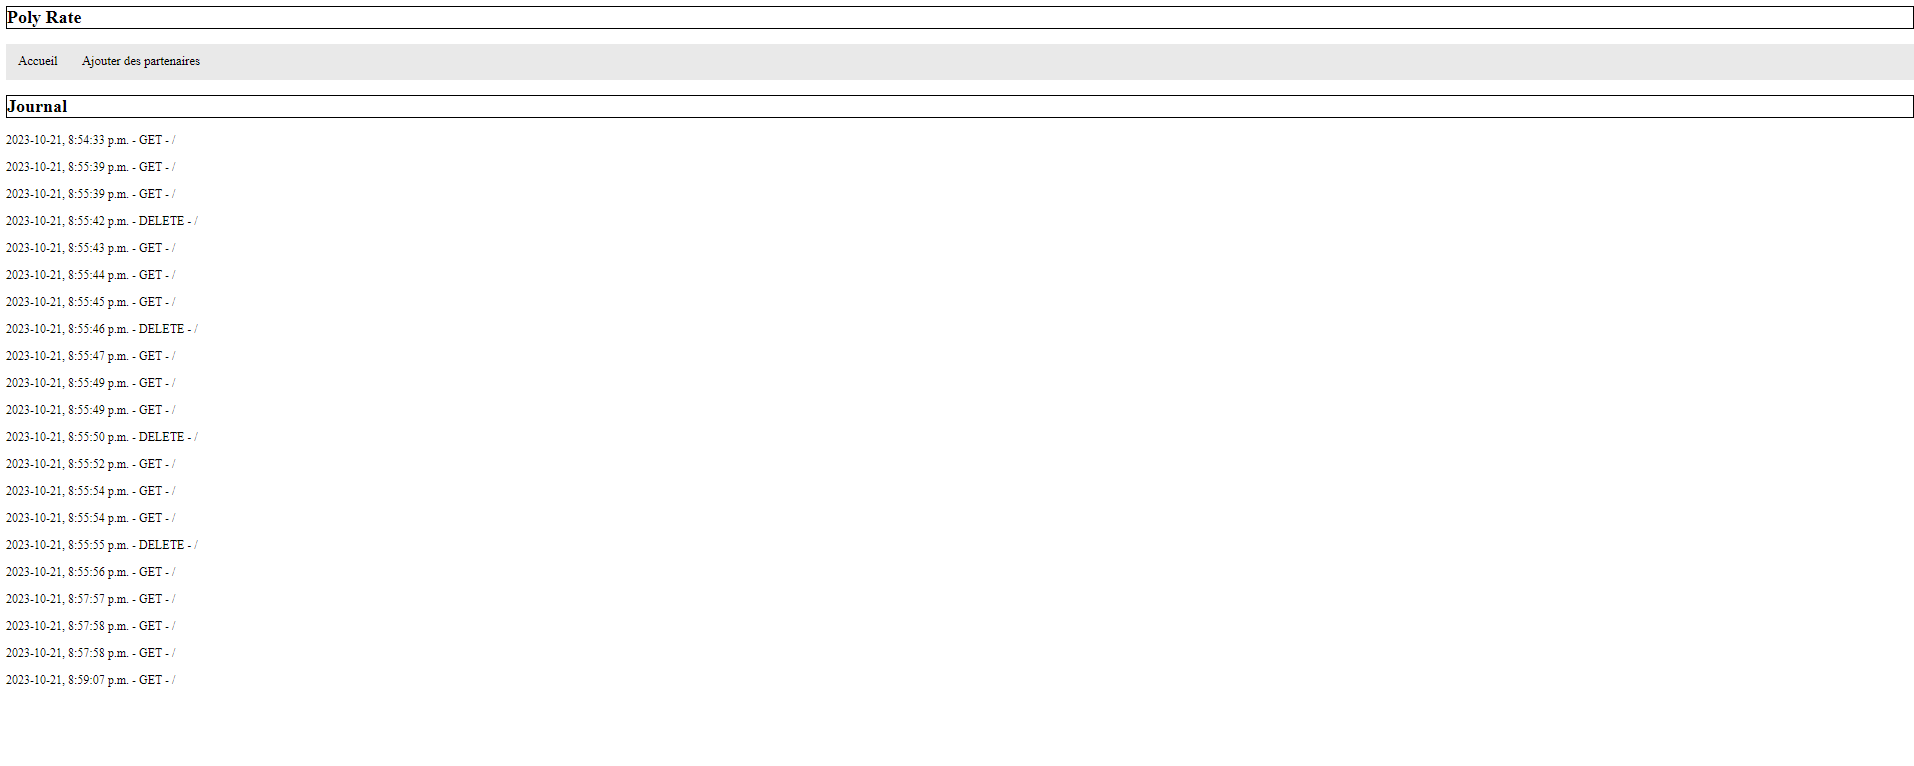 Poly Rate
Accueil Ajouter des partenaires
Journal
2023-10-21, 8:54:33 p.m. - GET - /
2023-10-21, 8:55:39 p.m. - GET - /
2023-10-21, 8:55:39 p.m. - GET - /
2023-10-21, 8:55:42 p.m. - DELETE - /
2023-10-21, 8:55:43 p.m. - GET - /
2023-10-21, 8:55:44 p.m. - GET - /
2023-10-21, 8:55:45 p.m. - GET - /
2023-10-21, 8:55:46 p.m. - DELETE - /
2023-10-21, 8:55:47 p.m. - GET - /
2023-10-21, 8:55:49 p.m. - GET - /
2023-10-21, 8:55:49 p.m. - GET - /
2023-10-21, 8:55:50 p.m. - DELETE - /
2023-10-21, 8:55:52 p.m. - GET - /
2023-10-21, 8:55:54 p.m. - GET - /
2023-10-21, 8:55:54 p.m. - GET - /
2023-10-21, 8:55:55 p.m. - DELETE - /
2023-10-21, 8:55:56 p.m. - GET - /
2023-10-21, 8:57:57 p.m. - GET - /
2023-10-21, 8:57:58 p.m. - GET - /
2023-10-21, 8:57:58 p.m. - GET - /
2023-10-21, 8:59:07 p.m. - GET - /